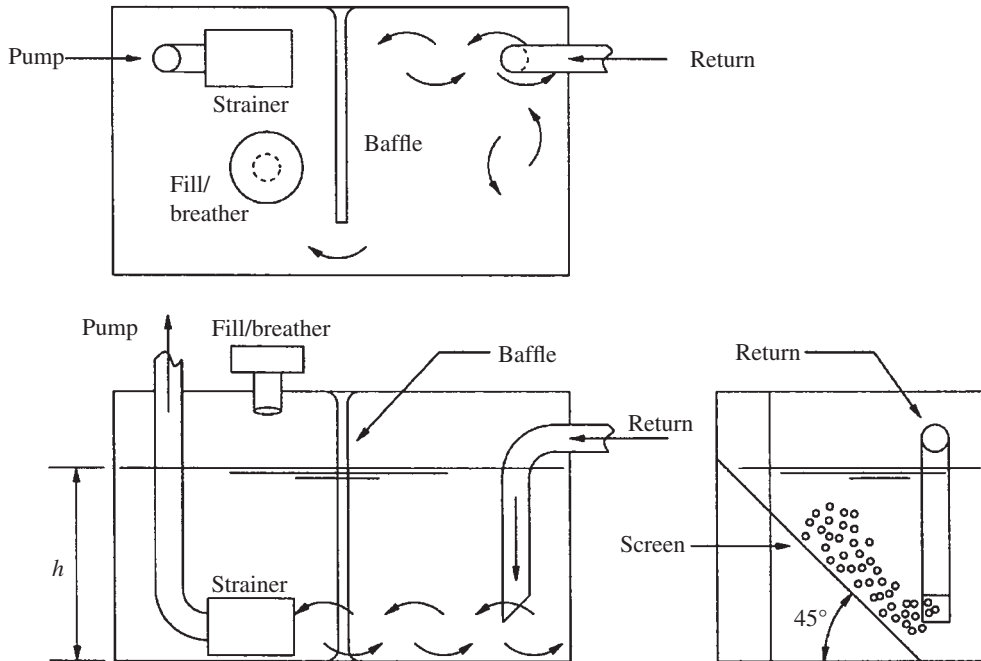 Pump
Strainer
Fill/
breather
Baffle
Return
Pump
Fill/breather
Baffle
Return
h
Strainer
Return
Screen
45°